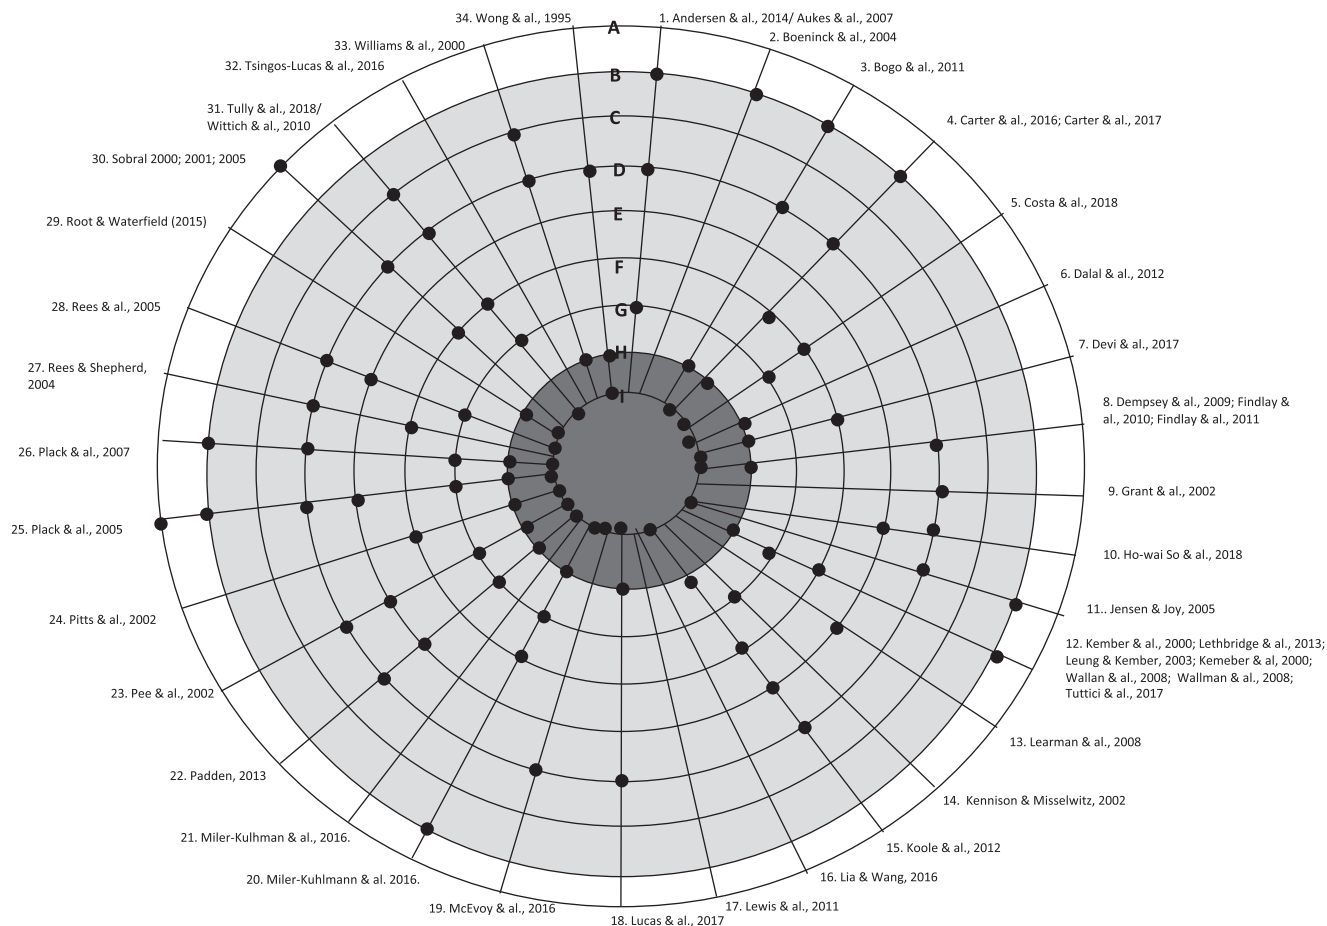 34. Wong & al., 1995
A
1. Andersen & al., 2014/ Aukes & al., 2007
33. Williams & al., 2000
2. Boeninck & al., 2004
32. Tsingos-Lucas & al., 2016
B
3. Bogo & al., 2011
31. Tully & al., 2018/
Wittich & al., 2010
C
4. Carter & al., 2016; Carter & al., 2017
30. Sobral 2000; 2001; 2005
D
5. Costa & al., 2018
29. Root & Waterfield (2015)
E
6. Dalal & al., 2012
F
28. Rees & al., 2005
G
7. Devi & al., 2017
27. Rees & Shepherd,
2004
H
8. Dempsey & al., 2009; Findlay &
al., 2010; Findlay & al., 2011
I
26. Plack & al., 2007
9. Grant & al., 2002
25. Plack & al., 2005
10. Ho-wai So & al., 2018
24. Pitts & al., 2002
11.. Jensen & Joy, 2005
12. Kember & al., 2000; Lethbridge & al., 2013;
Leung & Kember, 2003; Kemeber & al, 2000;
Wallan & al., 2008;  Wallman & al., 2008;
Tuttici & al., 2017
23. Pee & al., 2002
13. Learman & al., 2008
22. Padden, 2013
14.  Kennison & Misselwitz, 2002
21. Miler-Kulhman & al., 2016.
15. Koole & al., 2012
20. Miler-Kuhlmann & al. 2016.
16. Lia & Wang, 2016
19. McEvoy & al., 2016
17. Lewis & al., 2011
18. Lucas & al., 2017